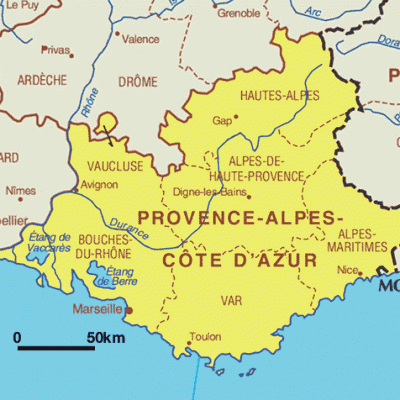 Le Puy
Grenoble
Arc
Valence
Privas
Dora
ARDÈCHE
DRÔME
P
HAUTES-ALPES
Rhône
Gap
ARD
VAUCLUSE
ALPES-DE-
HAUTE-PROVENCE
Nîmes
Avignon
Digne-les-Bains
ellier
PROVENCE-ALPES-
CÔTE D'AZUR
Durance
Étang de
Vaccarès
BOUCHES-
DU-RHÔNE
ALPES-
MARITIMES
Étang
de Berre
Nice
MO
VAR
Marseille
0 50km
Toulon